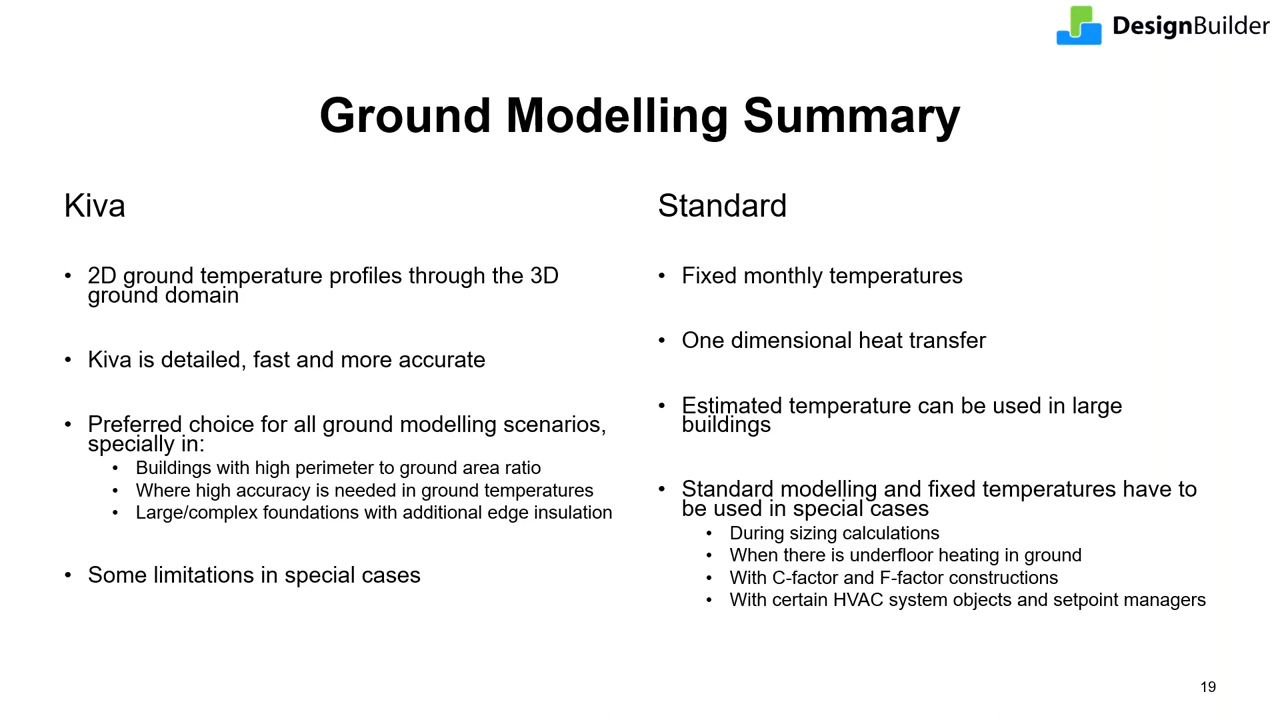 DesignBuilder
Ground Modelling Summary
Kiva
• 2D ground temperature profiles through the 3D
ground domain
• Kiva is detailed, fast and more accurate
• Preferred choice for all ground modelling scenarios,
specially in:
• Buildings with high perimeter to ground area ratio
• Where high accuracy is needed in ground temperatures
• Large/complex foundations with additional edge insulation
• Some limitations in special cases
Standard
• Fixed monthly temperatures
• One dimensional heat transfer
• Estimated temperature can be used in large
buildings
• Standard modelling and fixed temperatures have to
be used in special cases
• During sizing calculations
• When there is underfloor heating in ground
• With C-factor and F-factor constructions
• With certain HVAC system objects and setpoint managers
19